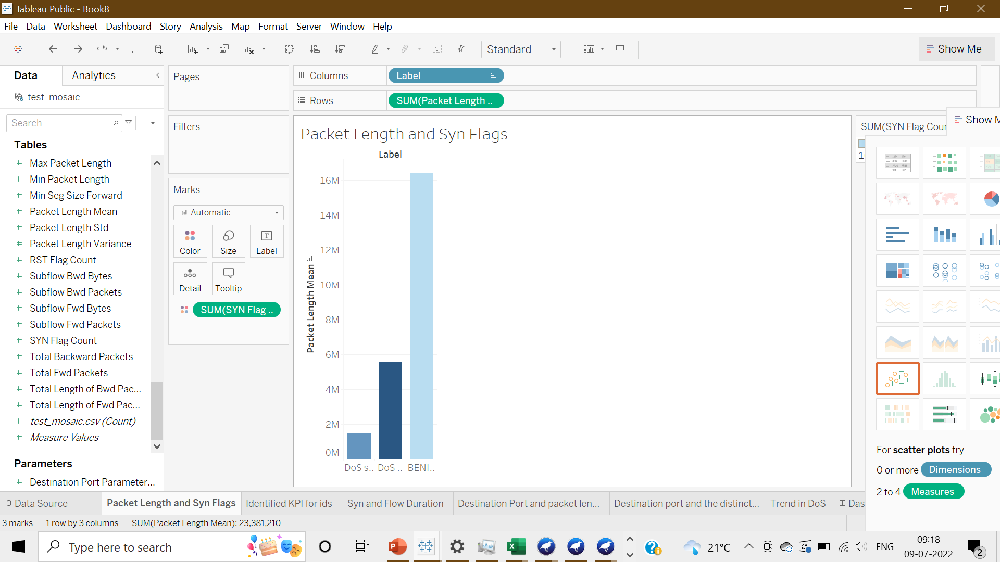 Tableau Public - Book8
File Data Worksheet Dashboard Story Analysis Map Format Server Window Help
Standard
Show Me
Data Analytics
test_mosaic
Search
Tables
Max Packet Length
Min Packet Length
Min Seg Size Forward
Packet Length Mean
Packet Length Std
Packet Length Variance
RST Flag Count
Subflow Bwd Bytes
Subflow Bwd Packets
Subflow Fwd Bytes
Subflow Fwd Packets
SYN Flag Count
Total Backward Packets
Total Fwd Packets
Total Length of Bwd Pac...
Total Length of Fwd Pac...
test_mosaic.csv (Count)
Measure Values
Parameters
Destination Port Parameter...
Pages
Filters
Marks
Automatic
Color Size Label
Detail Tooltip
SUM(SYN Flag ..
Columns Label
Rows SUM(Packet Length ..
Packet Length and Syn Flags
Label
Packet Length Mean
16M
14M
12M
10M
8M
6M
4M
2M
0M
DoS s.. DoS .. BENI..
SUM(SYN Flag Cour
Show M
For scatter plots try
0 or more Dimensions
2 to 4 Measures
Data Source Packet Length and Syn Flags Identified KPI for ids Syn and Flow Duration Destination Port and packet len... Destination port and the distinct... Trend in DoS Das
3 marks 1 row by 3 columns SUM(Packet Length Mean): 23,381,210
Type here to search
21°C
ENG
09:18
09-07-2022
2